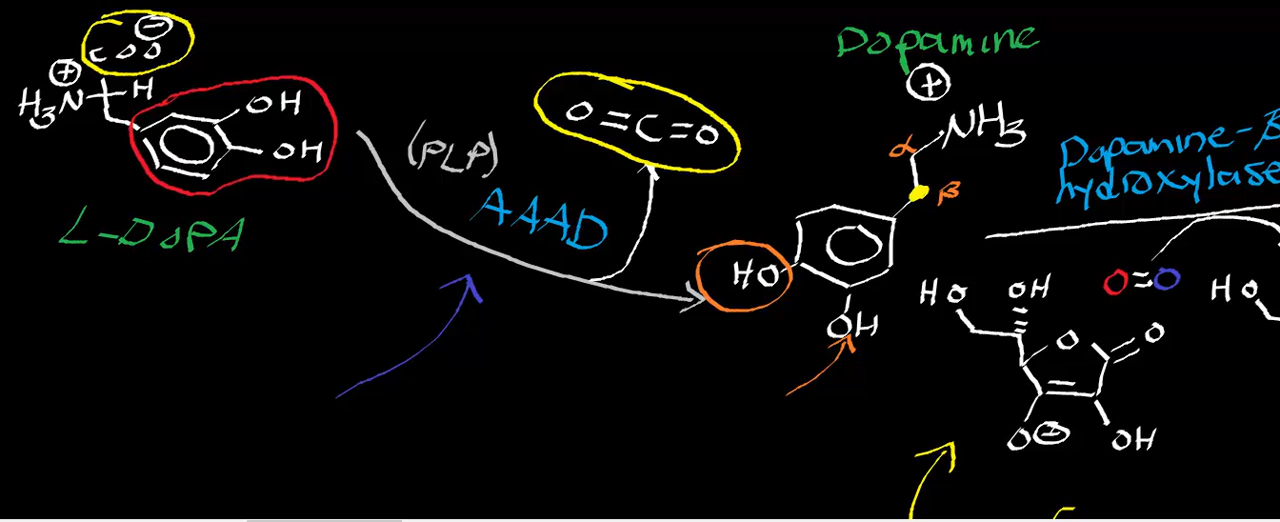 COO⊖
⊕
H3N H
OH
OH
L-DOPA
(PLP)
AAAD
O=C=O
Dopamine
⊕
NH3
α
β
HO
OH
Dopamine-β
hydroxylase
O=O
HO OH
O O
O⊖ OH
HO